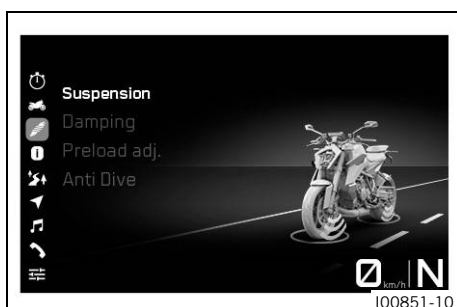 Suspension
Damping
Preload adj.
Anti Dive
0 km/h N
I00851-10